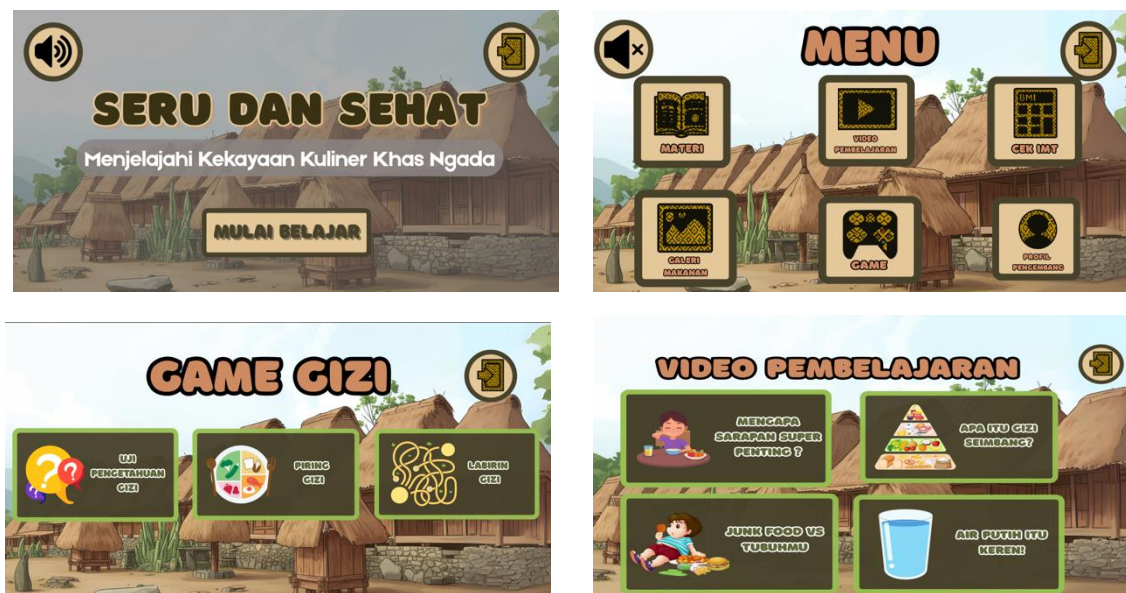 SERU DAN SEHAT
Menjelajahi Kekayaan Kuliner Khas Ngada
MULAI BELAJAR
MENU
MATERI
VIDEO
PEMBELAJARAN
BMI
CEK IMT
GALERI
MAKANAN
GAME
PROFIL
PENGEMBANG
GAME GIZI
UJI
PENGETAHUAN
GIZI
PIRING
GIZI
LABIRIN
GIZI
VIDEO PEMBELAJARAN
MENGAPA
SARAPAN SUPER
PENTING ?
APA ITU GIZI
SEIMBANG?
JUNK FOOD VS
TUBUHMU
AIR PUTIH ITU
KEREN!